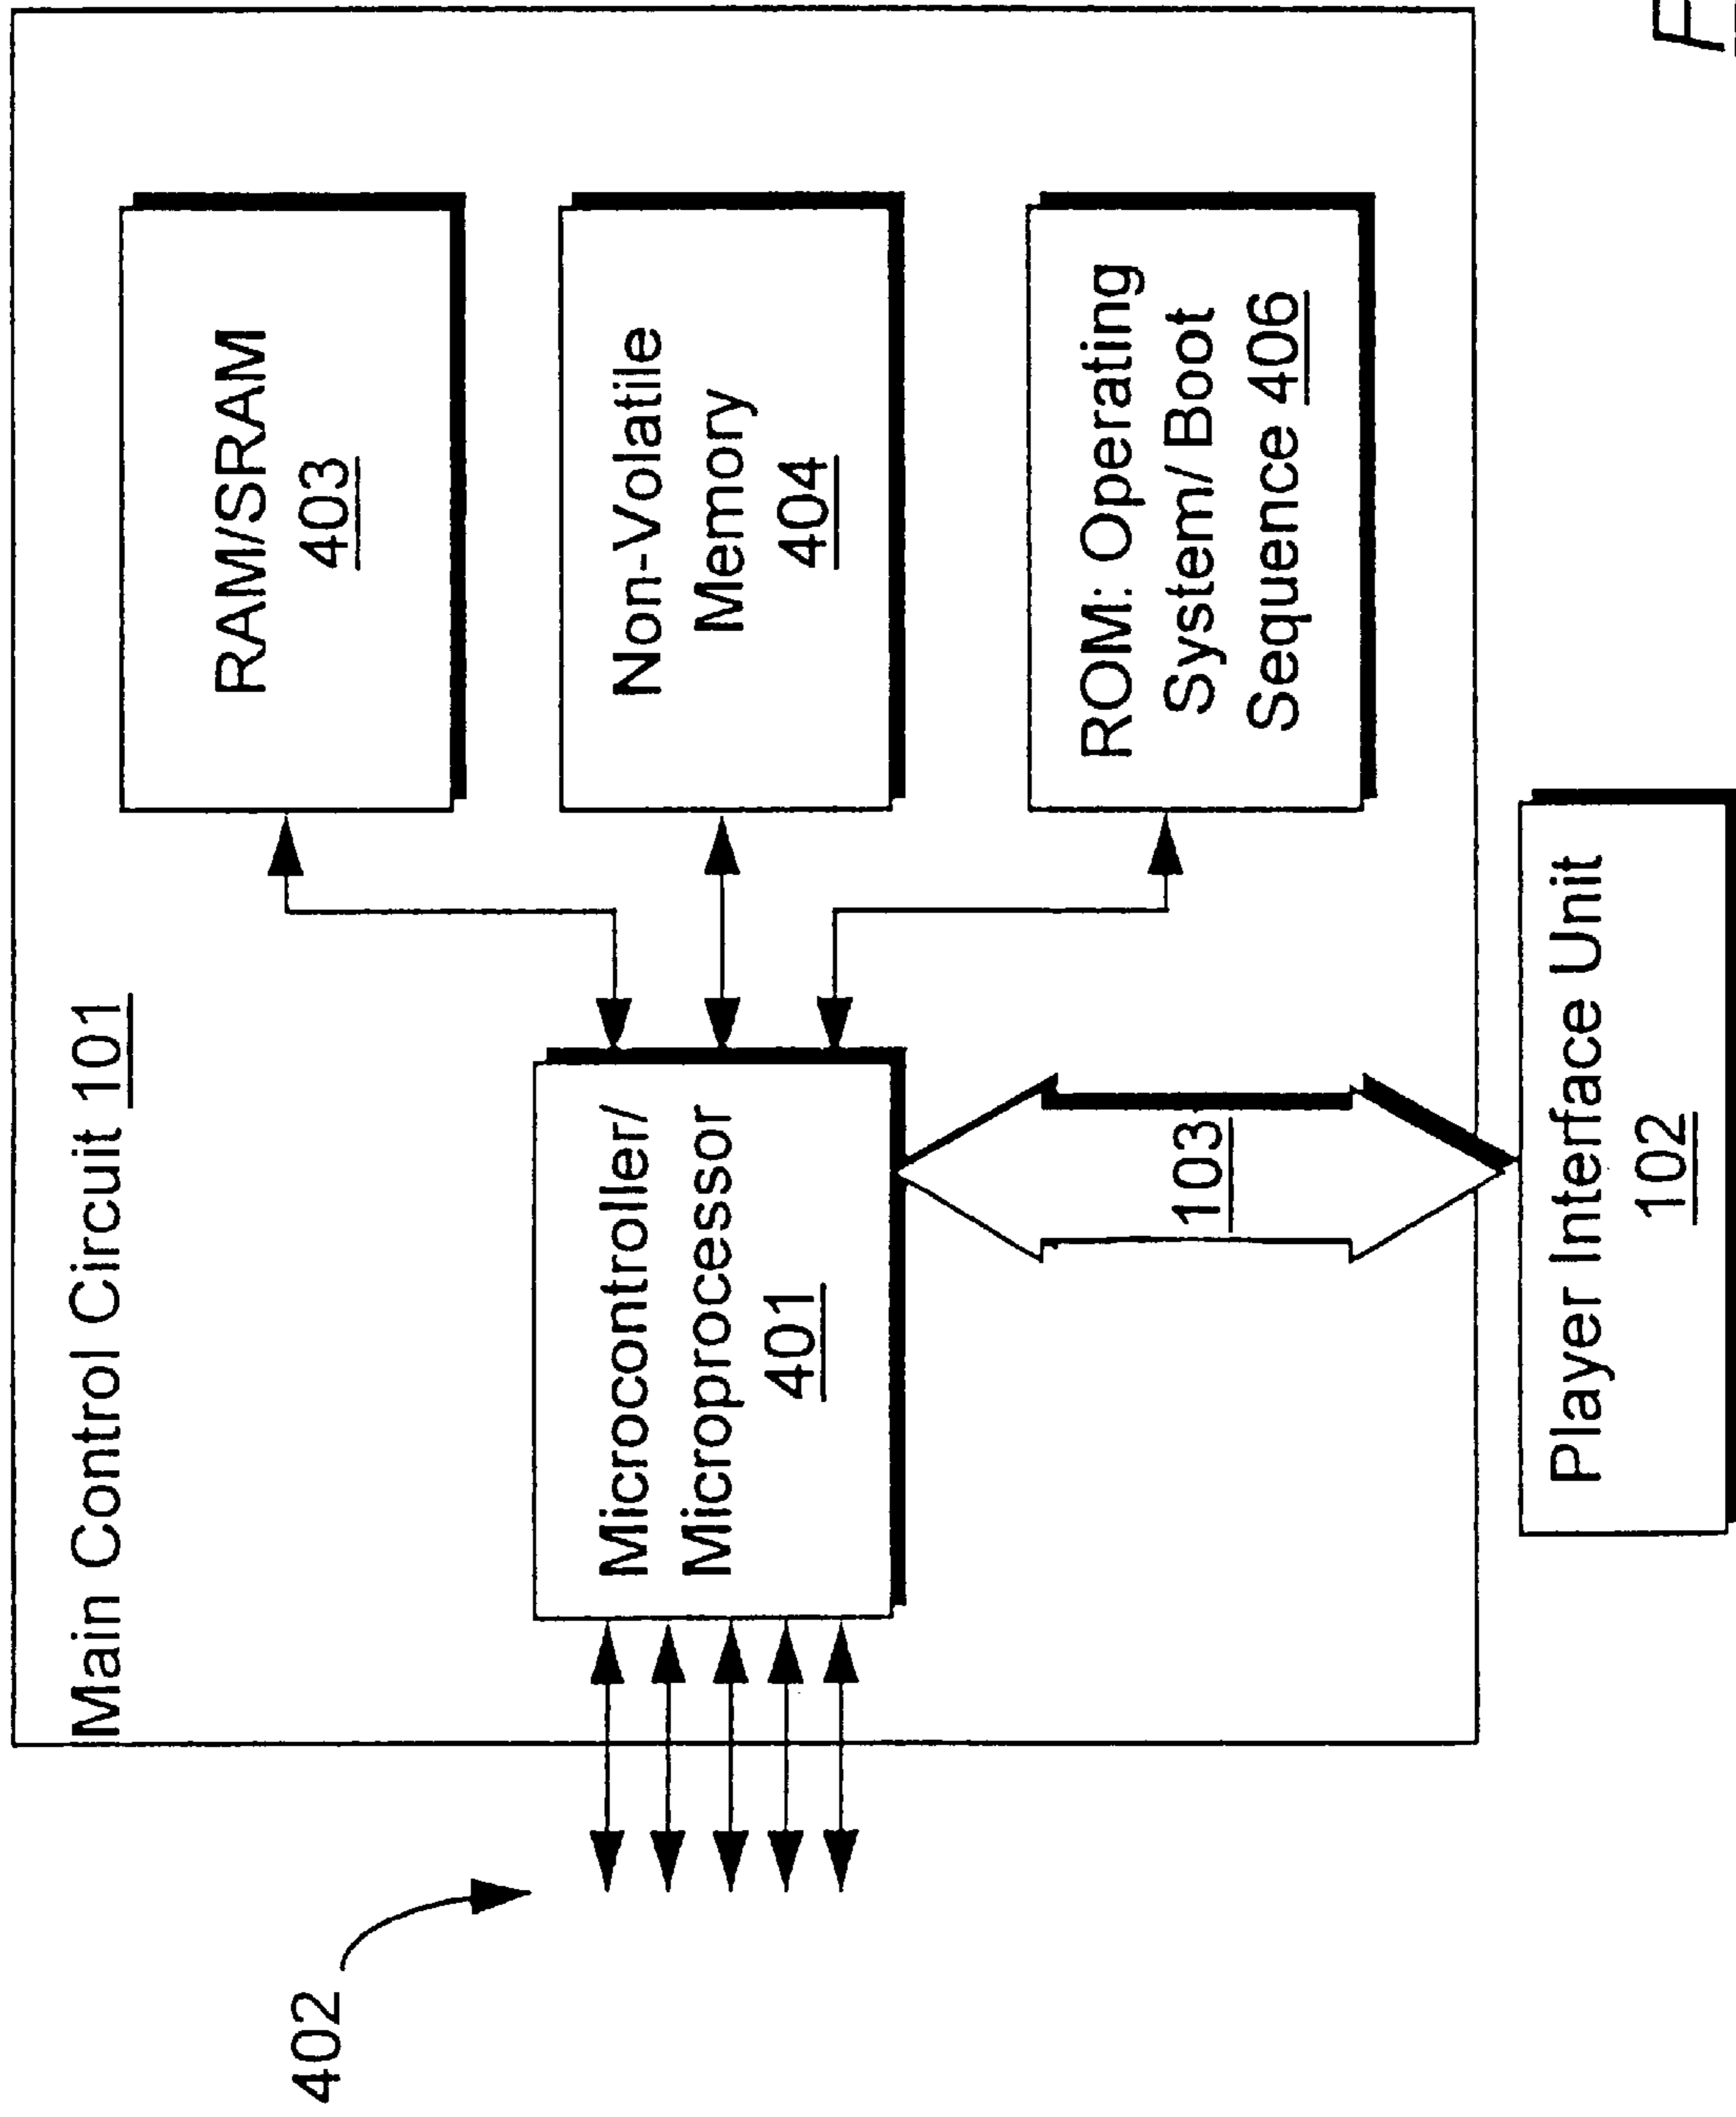 Main Control Circuit 101
RAM/SRAM
403
Non-Volatile
Memory
404
ROM: Operating
System/ Boot
Sequence 406
Microcontroller/
Microprocessor
401
402
103
Player Interface Unit
102
F